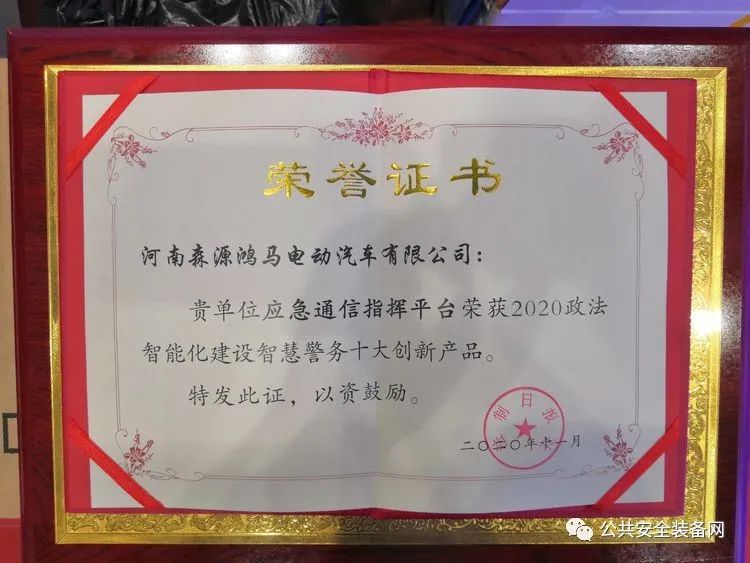 荣誉证书
河南森源鸿马电动汽车有限公司：
贵单位应急通信指挥平台荣获2020政法
智能化建设智慧警务十大创新产品。
特发此证，以资鼓励。
法制日报
二〇二〇年十一月
公共安全装备网